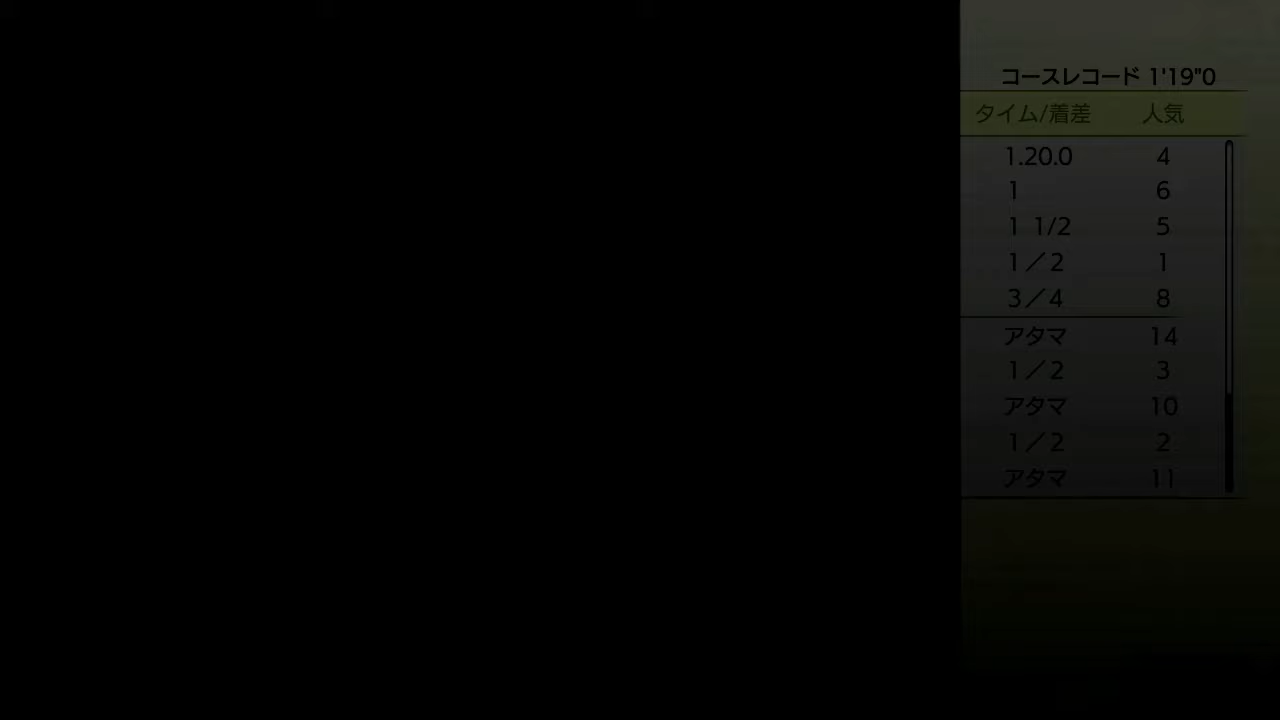 コースレコード 1'19"0
タイム/着差 人気
1.20.0 4
1 6
1 1/2 5
1／2 1
3／4 8
アタマ 14
1／2 3
アタマ 10
1／2 2
アタマ 11